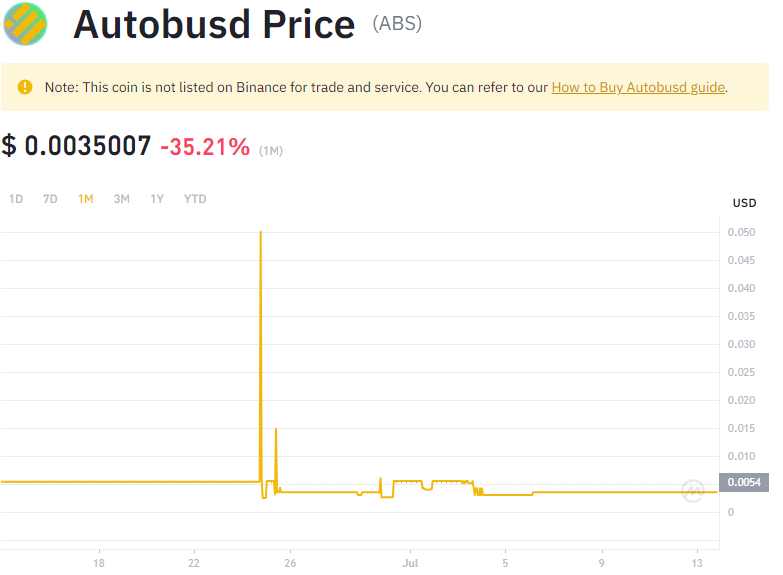 Autobusd Price (ABS)
Note: This coin is not listed on Binance for trade and service. You can refer to our How to Buy Autobusd guide.
$ 0.0035007 -35.21% (1M)
1D 7D 1M 3M 1Y YTD
USD
0.050
0.045
0.040
0.035
0.030
0.025
0.020
0.015
0.010
0.0054
0
18 22 26 Jul 5 9 13